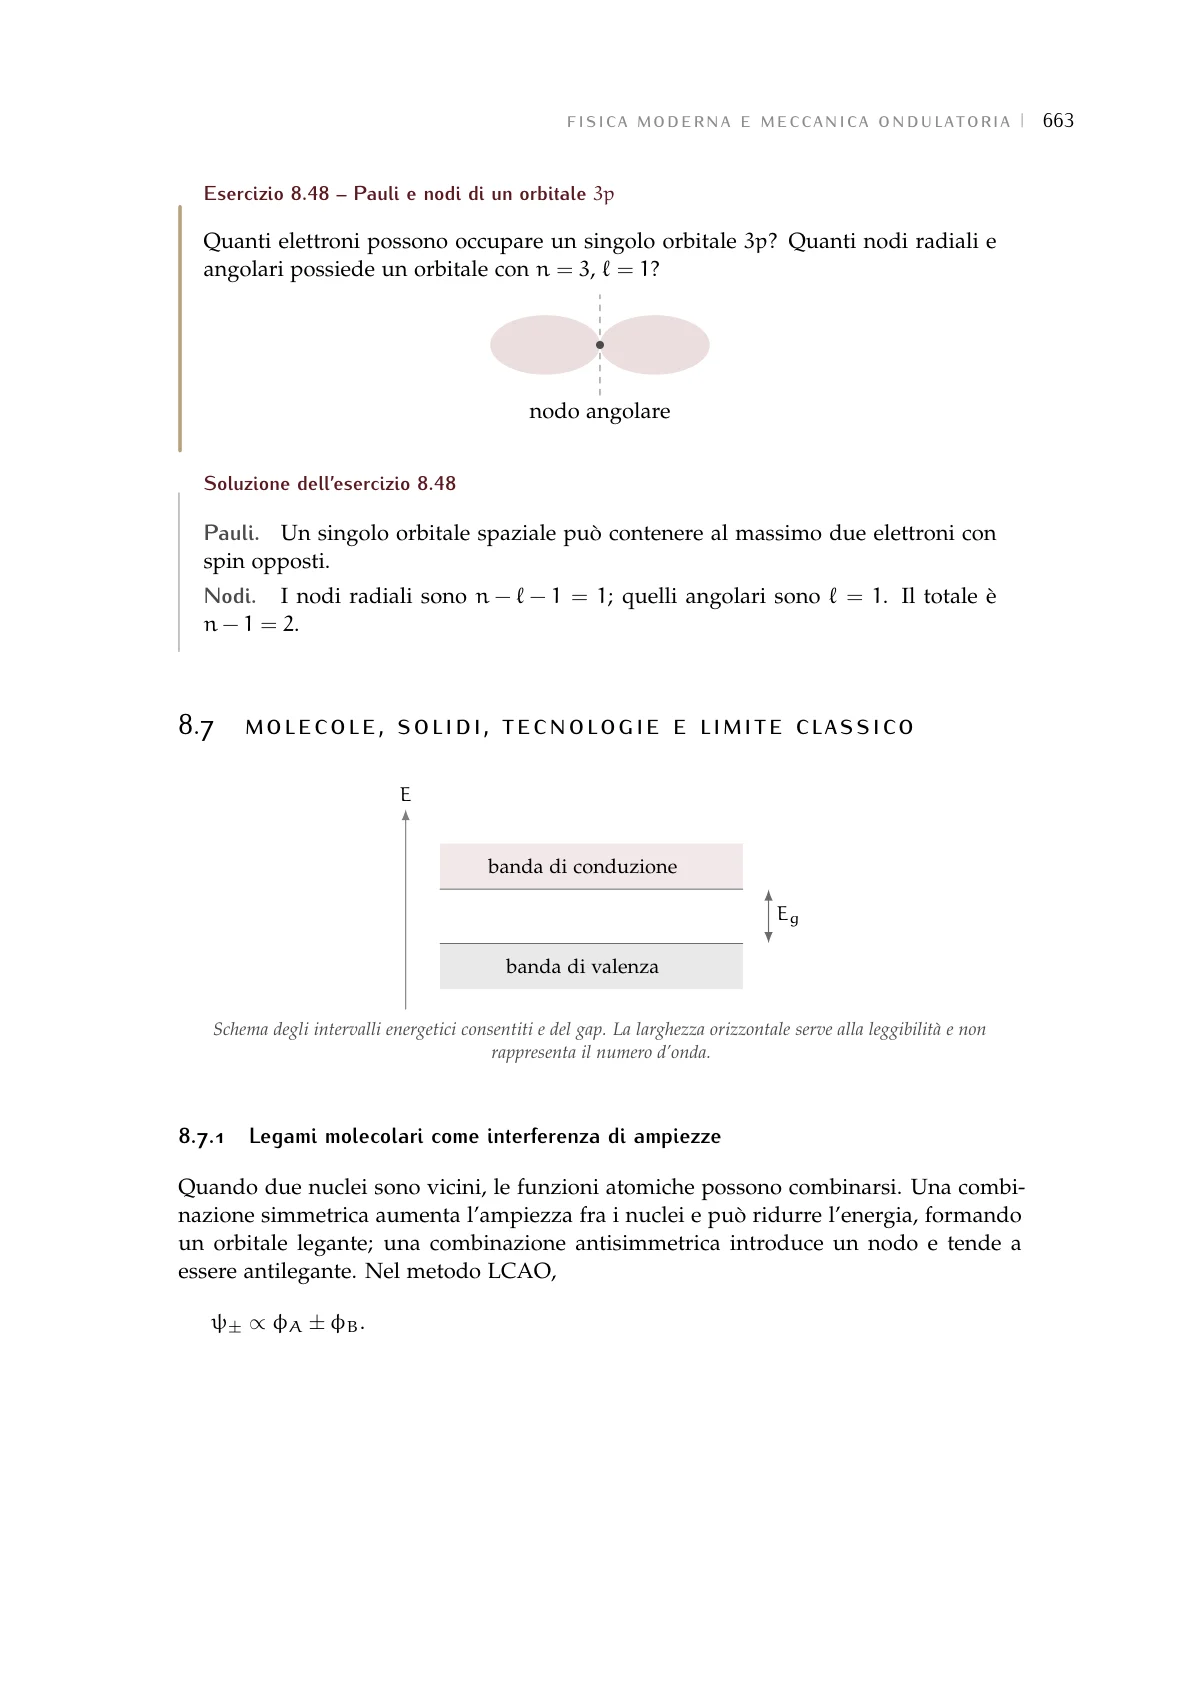 FISICA MODERNA E MECCANICA ONDULATORIA | 663
Esercizio 8.48 – Pauli e nodi di un orbitale 3p
Quanti elettroni possono occupare un singolo orbitale 3p? Quanti nodi radiali e
angolari possiede un orbitale con n = 3, ℓ = 1?
nodo angolare
Soluzione dell'esercizio 8.48
Pauli. Un singolo orbitale spaziale può contenere al massimo due elettroni con
spin opposti.
Nodi. I nodi radiali sono n − ℓ − 1 = 1; quelli angolari sono ℓ = 1. Il totale è
n − 1 = 2.
8.7 MOLECOLE, SOLIDI, TECNOLOGIE E LIMITE CLASSICO
E
banda di conduzione
E_g
banda di valenza
Schema degli intervalli energetici consentiti e del gap. La larghezza orizzontale serve alla leggibilità e non
rappresenta il numero d'onda.
8.7.1 Legami molecolari come interferenza di ampiezze
Quando due nuclei sono vicini, le funzioni atomiche possono combinarsi. Una combi-
nazione simmetrica aumenta l'ampiezza fra i nuclei e può ridurre l'energia, formando
un orbitale legante; una combinazione antisimmetrica introduce un nodo e tende a
essere antilegante. Nel metodo LCAO,
ψ± ∝ ϕA ± ϕB.